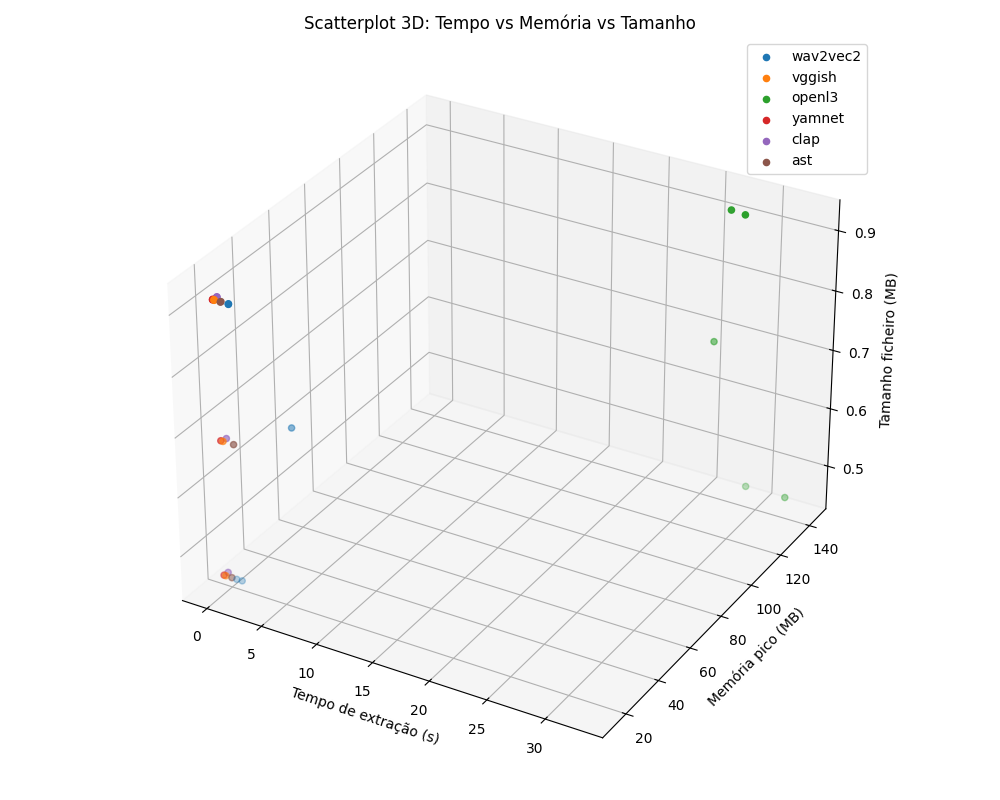 Scatterplot 3D: Tempo vs Memória vs Tamanho
wav2vec2
vggish
openl3
yamnet
clap
ast
0.9
0.8
0.7
0.6
0.5
Tamanho ficheiro (MB)
140
120
100
80
60
40
20
Memória pico (MB)
0
5
10
15
20
25
30
Tempo de extração (s)